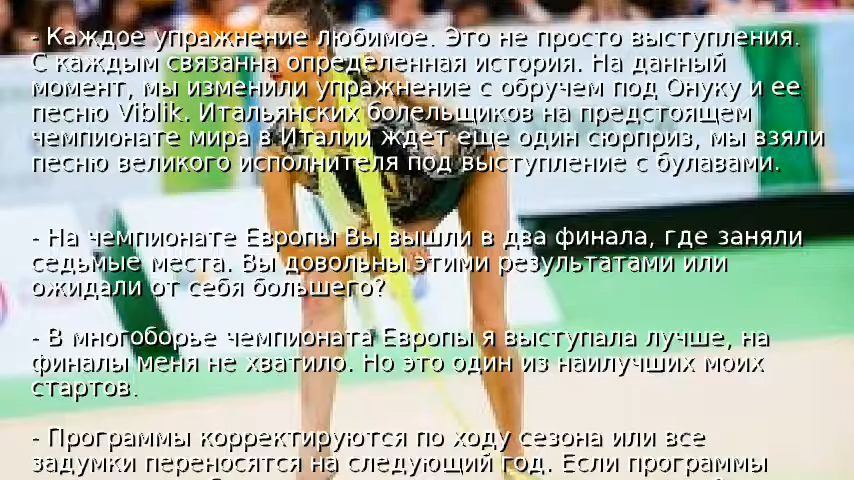 - Каждое упражнение любимое. Это не просто выступления.
С каждым связанна определенная история. На данный
момент, мы изменили упражнение с обручем под Онуку и ее
песню Viblik. Итальянских болельщиков на предстоящем
чемпионате мира в Италии ждет еще один сюрприз, мы взяли
песню великого исполнителя под выступление с булавами.
- На чемпионате Европы Вы вышли в два финала, где заняли
седьмые места. Вы довольны этими результатами или
ожидали от себя большего?
- В многоборье чемпионата Европы я выступала лучше, на
финалы меня не хватило. Но это один из наилучших моих
стартов.
- Программы корректируются по ходу сезона или все
задумки переносятся на следующий год. Если программы